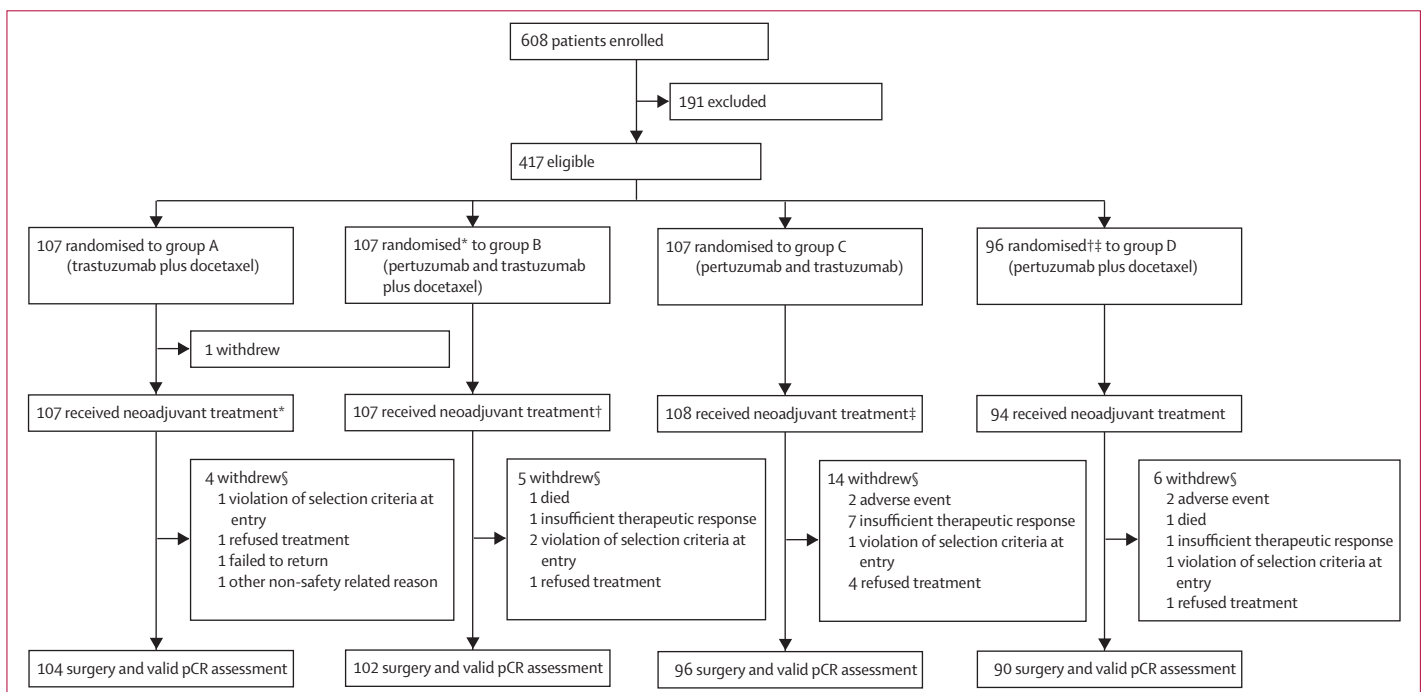 608 patients enrolled
191 excluded
417 eligible
107 randomised to group A
(trastuzumab plus docetaxel)
107 randomised* to group B
(pertuzumab and trastuzumab
plus docetaxel)
107 randomised to group C
(pertuzumab and trastuzumab)
96 randomised†‡ to group D
(pertuzumab plus docetaxel)
1 withdrew
107 received neoadjuvant treatment*
107 received neoadjuvant treatment†
108 received neoadjuvant treatment‡
94 received neoadjuvant treatment
4 withdrew§
1 violation of selection criteria at
entry
1 refused treatment
1 failed to return
1 other non-safety related reason
5 withdrew§
1 died
1 insufficient therapeutic response
2 violation of selection criteria at
entry
1 refused treatment
14 withdrew§
2 adverse event
7 insufficient therapeutic response
1 violation of selection criteria at
entry
4 refused treatment
6 withdrew§
2 adverse event
1 died
1 insufficient therapeutic response
1 violation of selection criteria at
entry
1 refused treatment
104 surgery and valid pCR assessment
102 surgery and valid pCR assessment
96 surgery and valid pCR assessment
90 surgery and valid pCR assessment